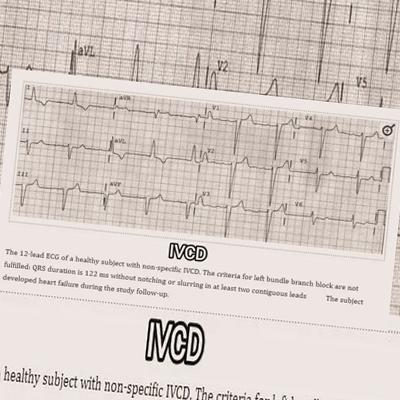 aVL
V2
V5
I
aVR
V1
V4
II
aVL
V2
V5
III
aVF
V3
V6
IVCD
The 12-lead ECG of a healthy subject with non-specific IVCD. The criteria for left bundle branch block are not
fulfilled: QRS duration is 122 ms without notching or slurring in at least two contiguous leads The subject
developed heart failure during the study follow-up.
IVCD
healthy subject with non-specific IVCD. The criteria for left